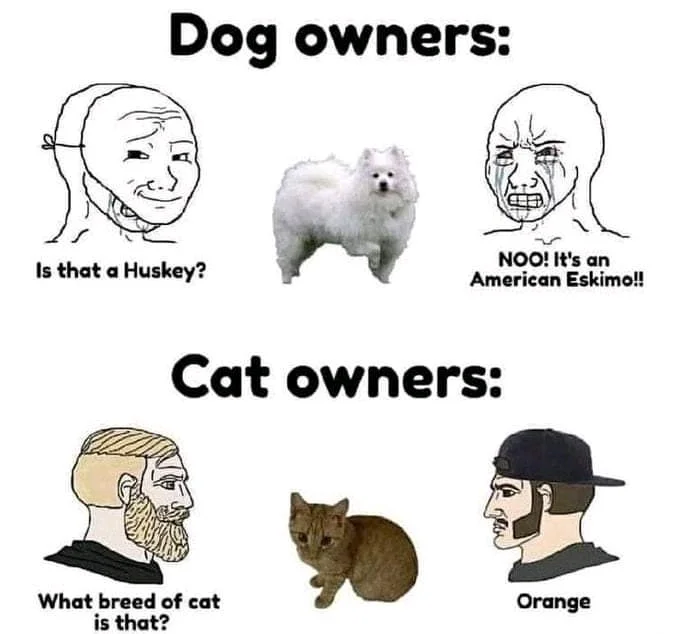 Dog owners:
Is that a Huskey?
NOO! It's an
American Eskimo!!
Cat owners:
What breed of cat
is that?
Orange